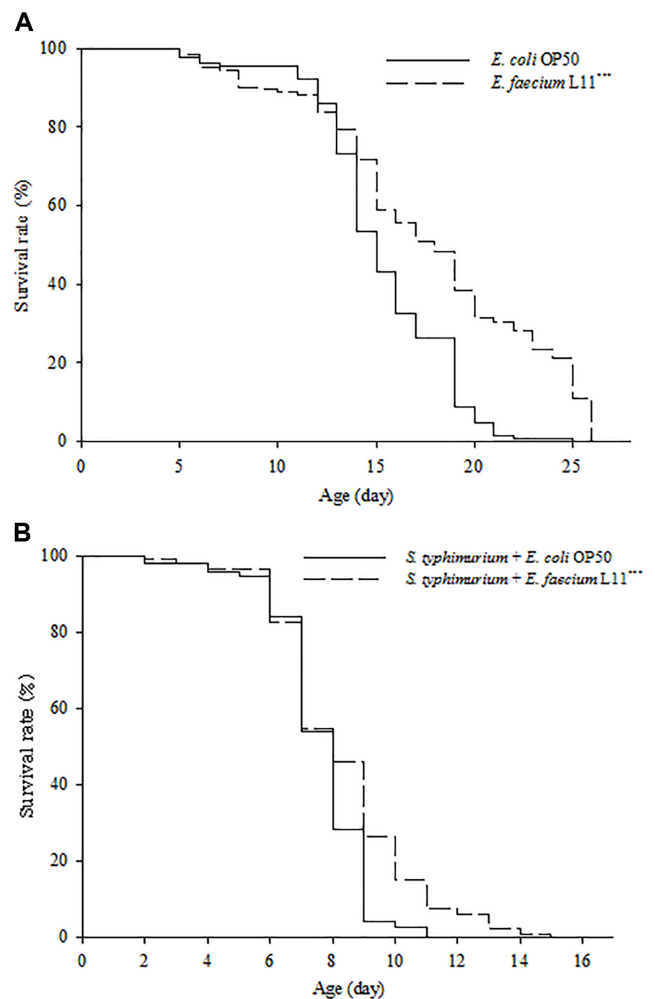 A
100
80
60
40
20
0
Survival rate (%)
E. coli OP50
E. faecium L11***
0 5 10 15 20 25
Age (day)
B
100
80
60
40
20
0
Survival rate (%)
S. typhimurium + E. coli OP50
S. typhimurium + E. faecium L11***
0 2 4 6 8 10 12 14 16
Age (day)